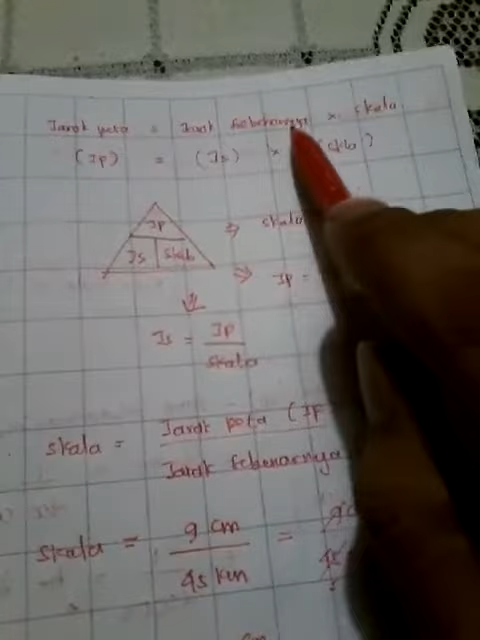 Jarak peta = Jarak Sebenarnya x skala
(Jp) = (Js) x (skala)
Jp
Js skala
⇒ skala
⇒ Jp =
Js = Jp
skala
skala = Jarak peta (Jp
Jarak Sebenarnya
skala = 9 cm =
45 km